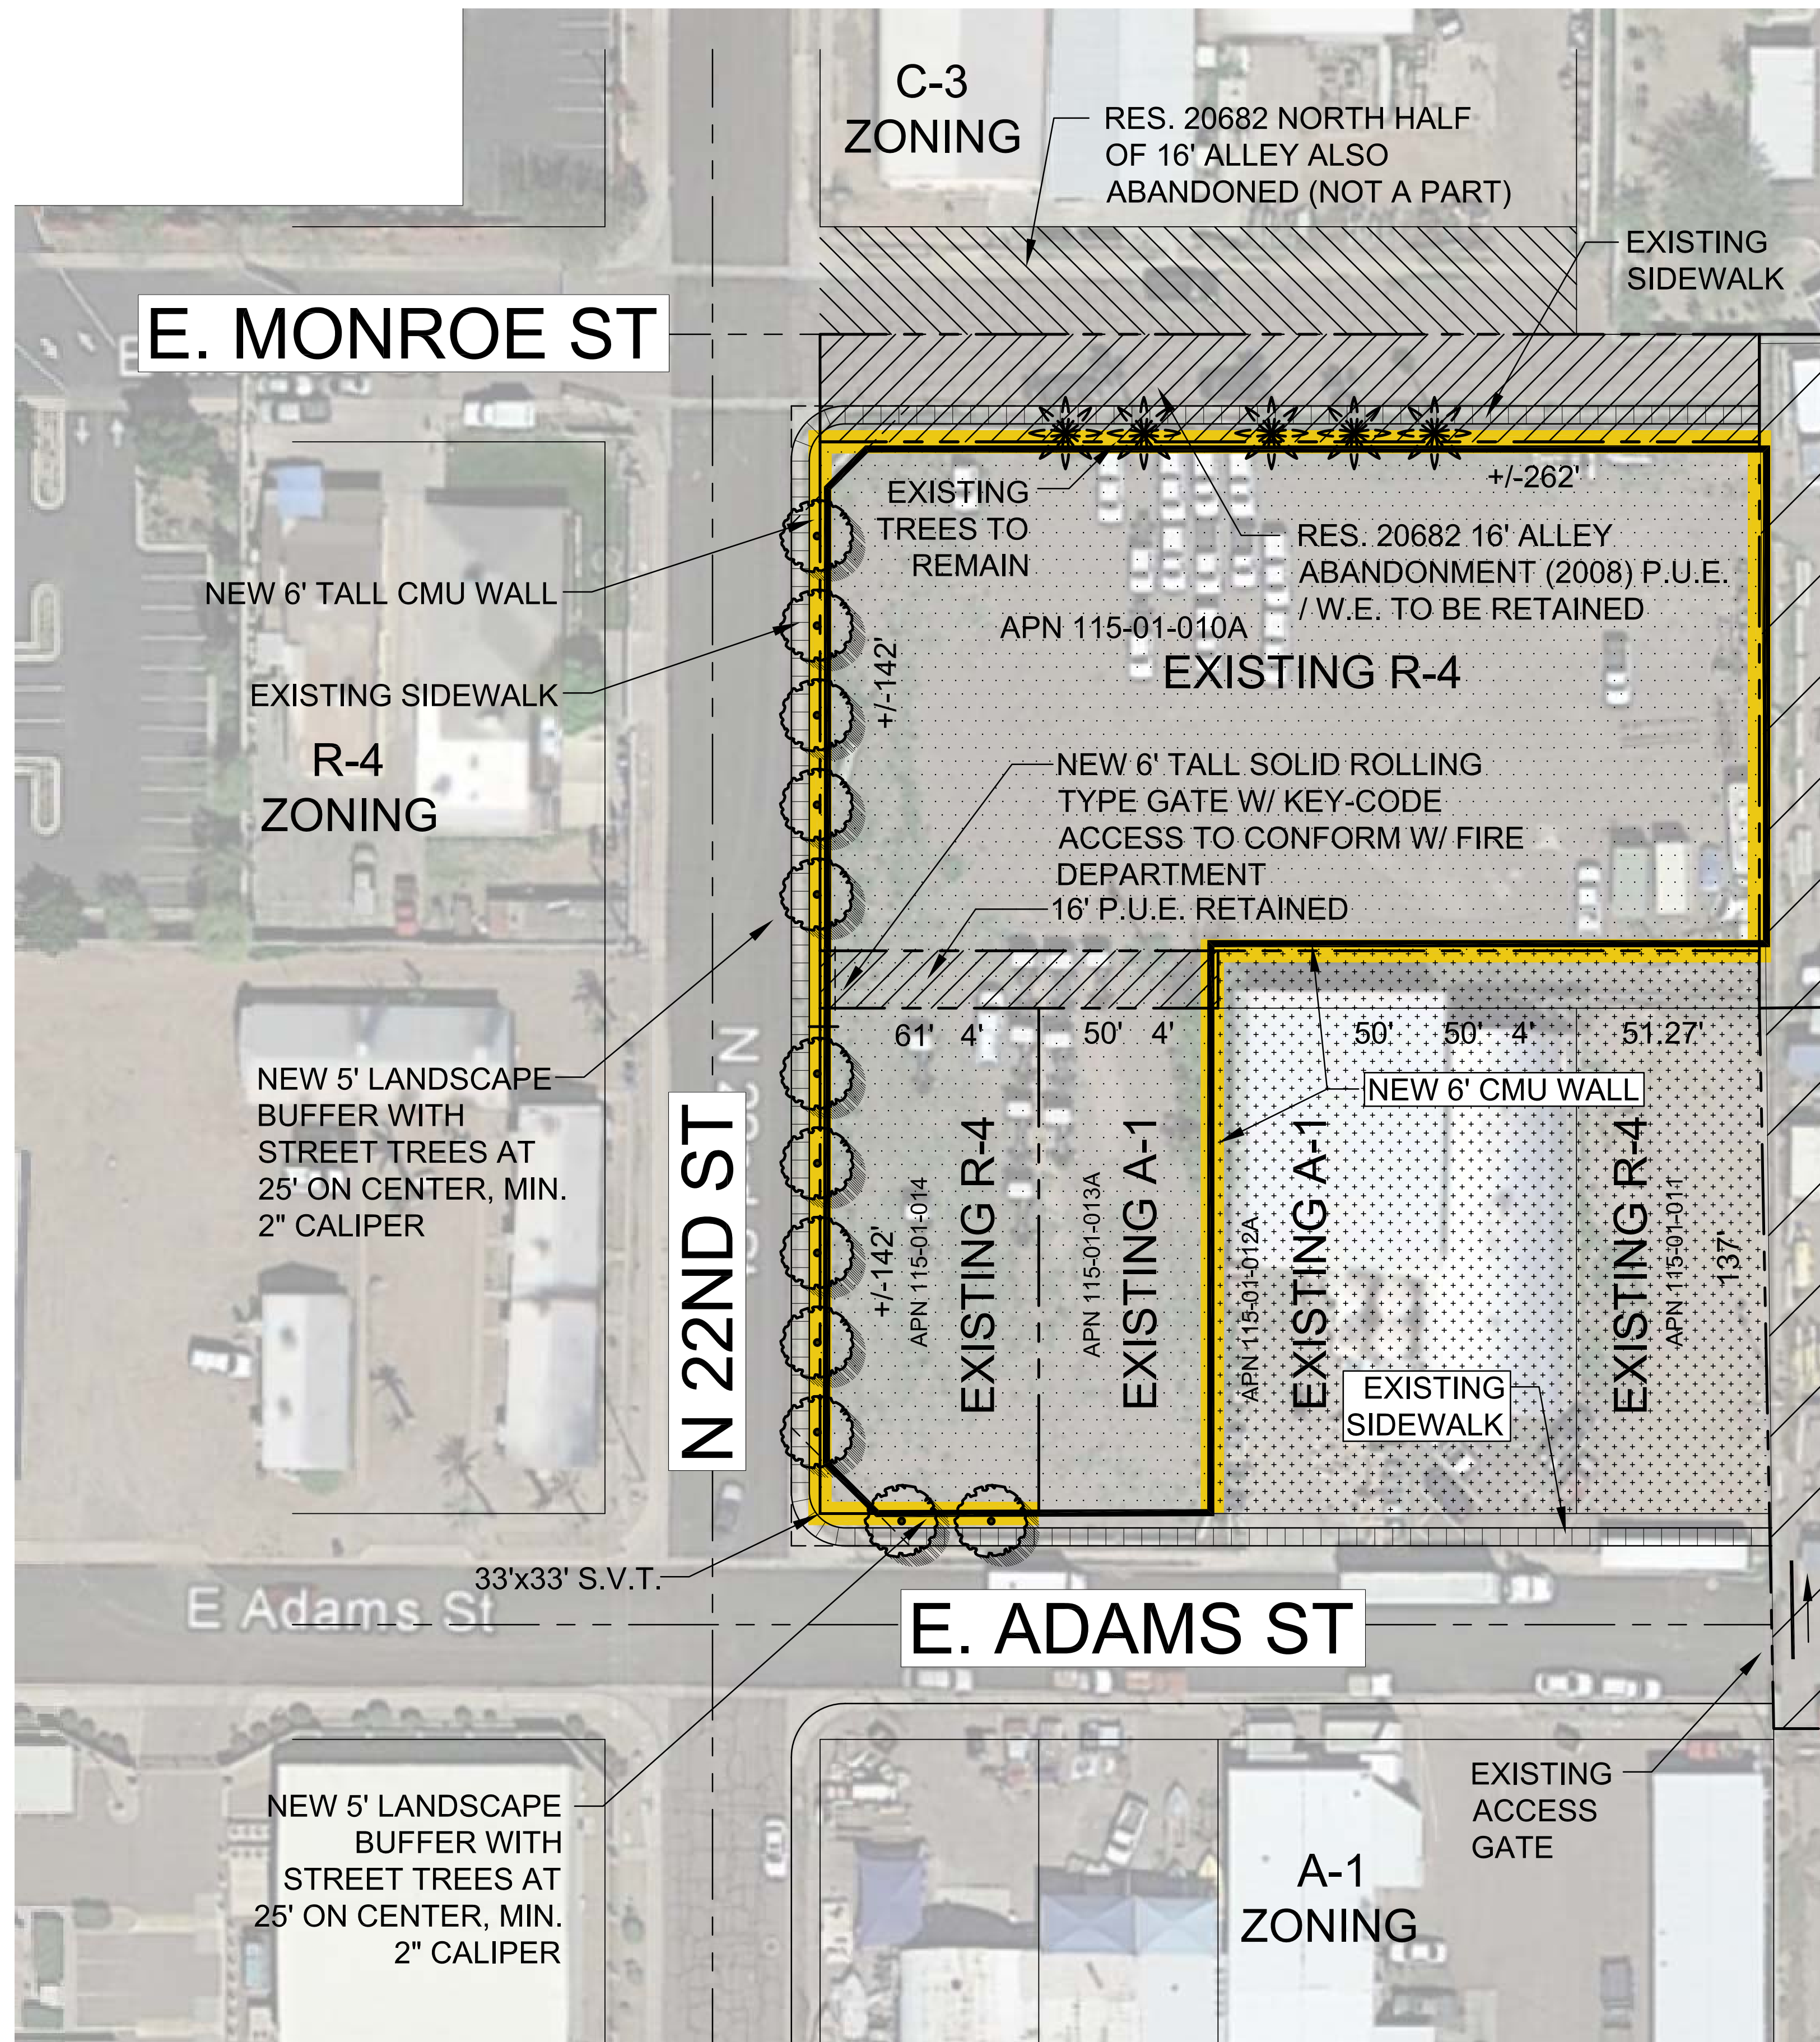 C-3
ZONING
RES. 20682 NORTH HALF
OF 16' ALLEY ALSO
ABANDONED (NOT A PART)
EXISTING
SIDEWALK
E. MONROE ST
+/-262'
EXISTING
TREES TO
REMAIN
RES. 20682 16' ALLEY
ABANDONMENT (2008) P.U.E.
/ W.E. TO BE RETAINED
NEW 6' TALL CMU WALL
APN 115-01-010A
EXISTING R-4
+/-142'
EXISTING SIDEWALK
R-4
ZONING
NEW 6' TALL SOLID ROLLING
TYPE GATE W/ KEY-CODE
ACCESS TO CONFORM W/ FIRE
DEPARTMENT
16' P.U.E. RETAINED
61' 4'
50' 4'
50'
50' 4'
51.27'
NEW 5' LANDSCAPE
BUFFER WITH
STREET TREES AT
25' ON CENTER, MIN.
2" CALIPER
NEW 6' CMU WALL
N 22ND ST
+/-142'
APN 115-01-014
EXISTING R-4
APN 115-01-013A
EXISTING A-1
APN 115-01-012A
EXISTING A-1
EXISTING R-4
APN 115-01-011
137'
EXISTING
SIDEWALK
33'x33' S.V.T.
E Adams St
E. ADAMS ST
NEW 5' LANDSCAPE
BUFFER WITH
STREET TREES AT
25' ON CENTER, MIN.
2" CALIPER
EXISTING
ACCESS
GATE
A-1
ZONING